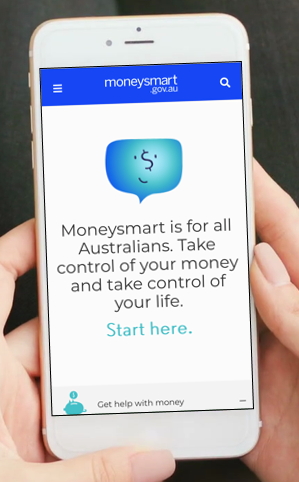 moneysmart
.gov.au
$
Moneysmart is for all
Australians. Take
control of your money
and take control of
your life.
Start here.
Get help with money